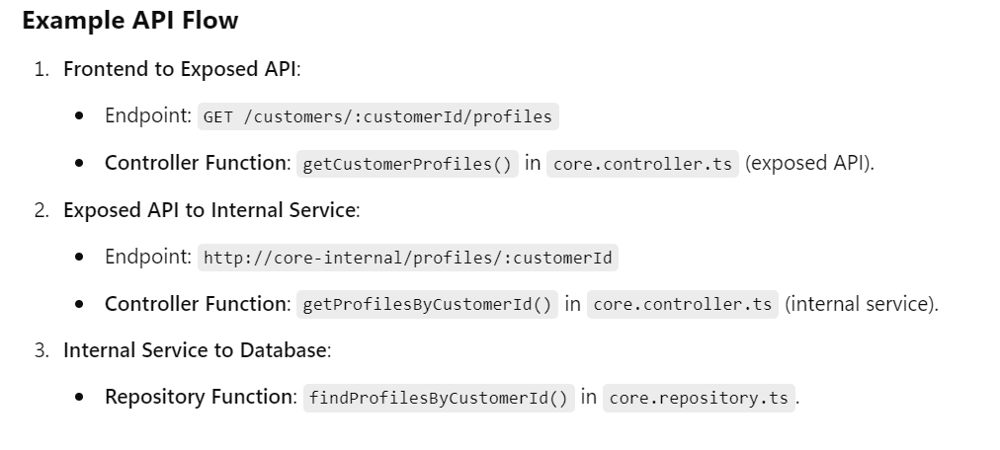 Example API Flow
1. Frontend to Exposed API:
• Endpoint: GET /customers/:customerId/profiles
• Controller Function: getCustomerProfiles() in core.controller.ts (exposed API).
2. Exposed API to Internal Service:
• Endpoint: http://core-internal/profiles/:customerId
• Controller Function: getProfilesByCustomerId() in core.controller.ts (internal service).
3. Internal Service to Database:
• Repository Function: findProfilesByCustomerId() in core.repository.ts.